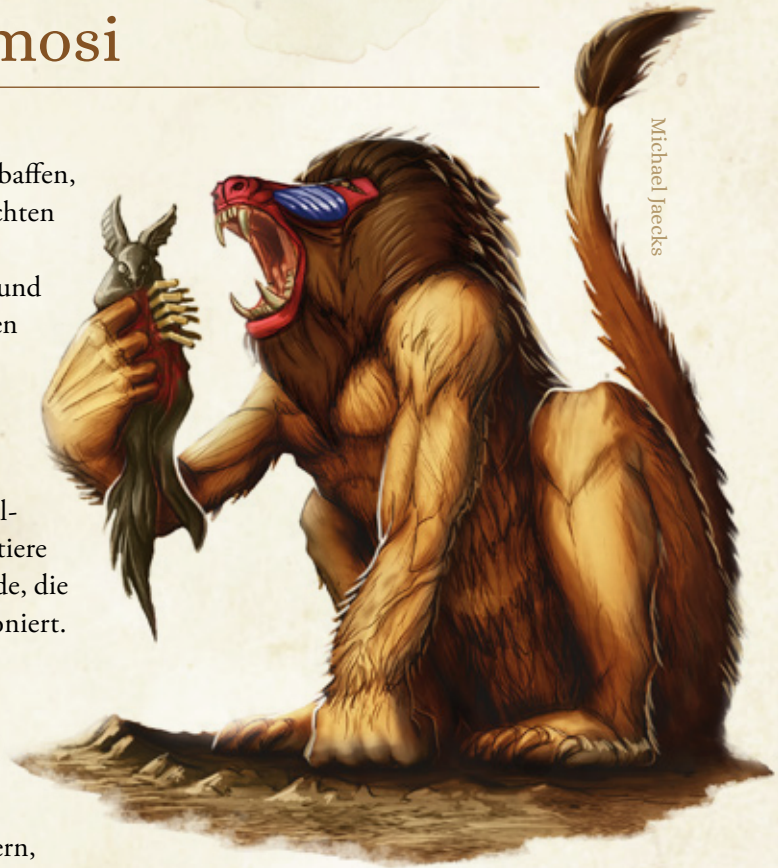 mosi
baffen,
chten
und
en
l-
tiere
de, die
oniert.
ern,
Michael Jaecks